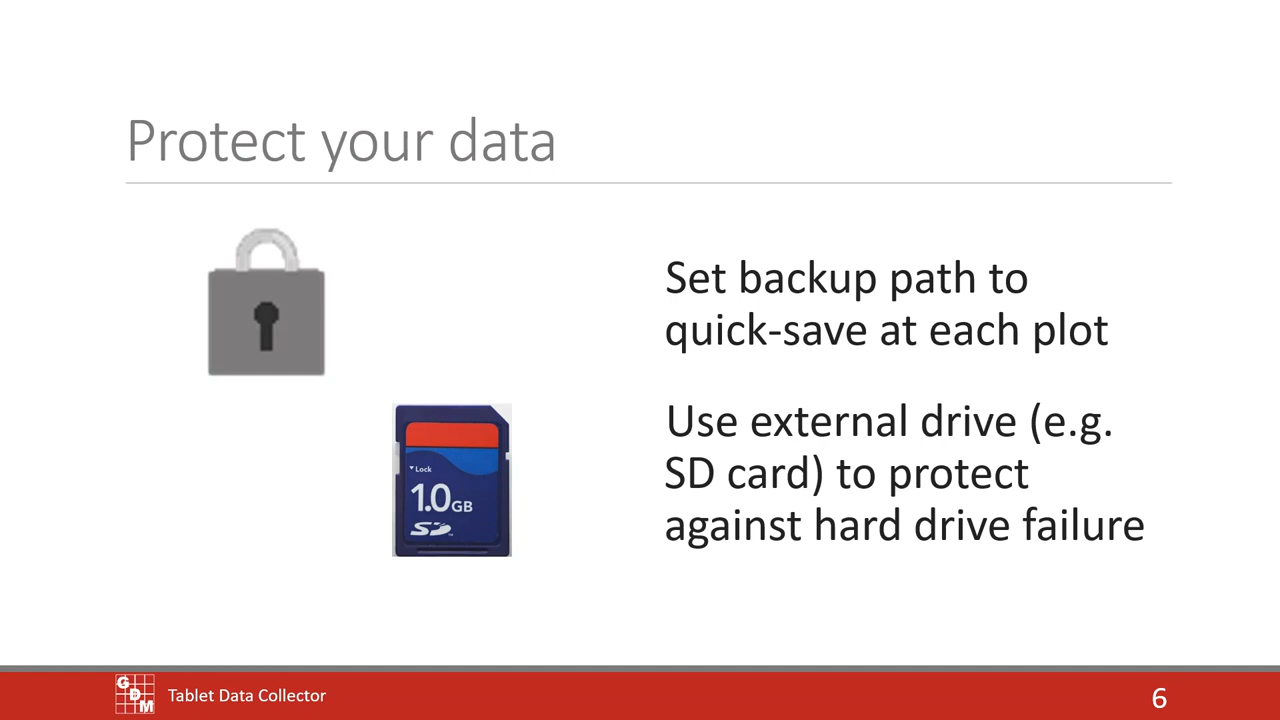 Protect your data
Set backup path to
quick-save at each plot
Use external drive (e.g.
SD card) to protect
against hard drive failure
Lock
1.0GB
SD
GDM
Tablet Data Collector
6